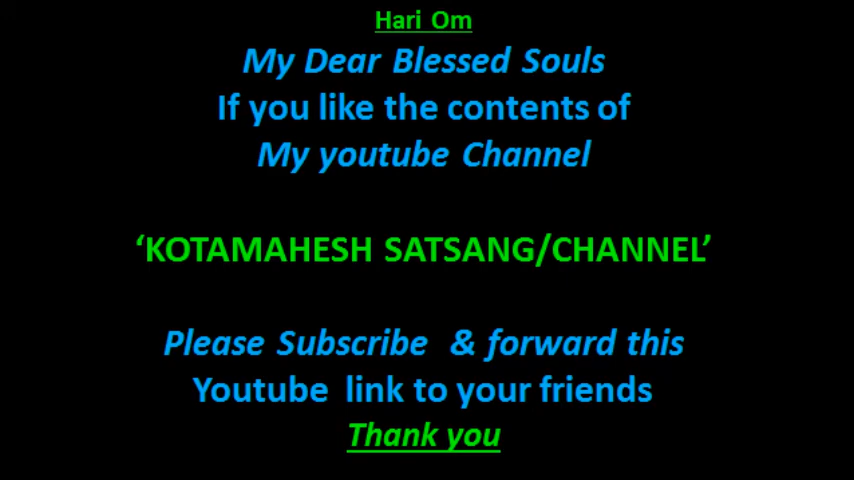 Hari Om
My Dear Blessed Souls
If you like the contents of
My youtube Channel
‘KOTAMAHESH SATSANG/CHANNEL’
Please Subscribe & forward this
Youtube link to your friends
Thank you